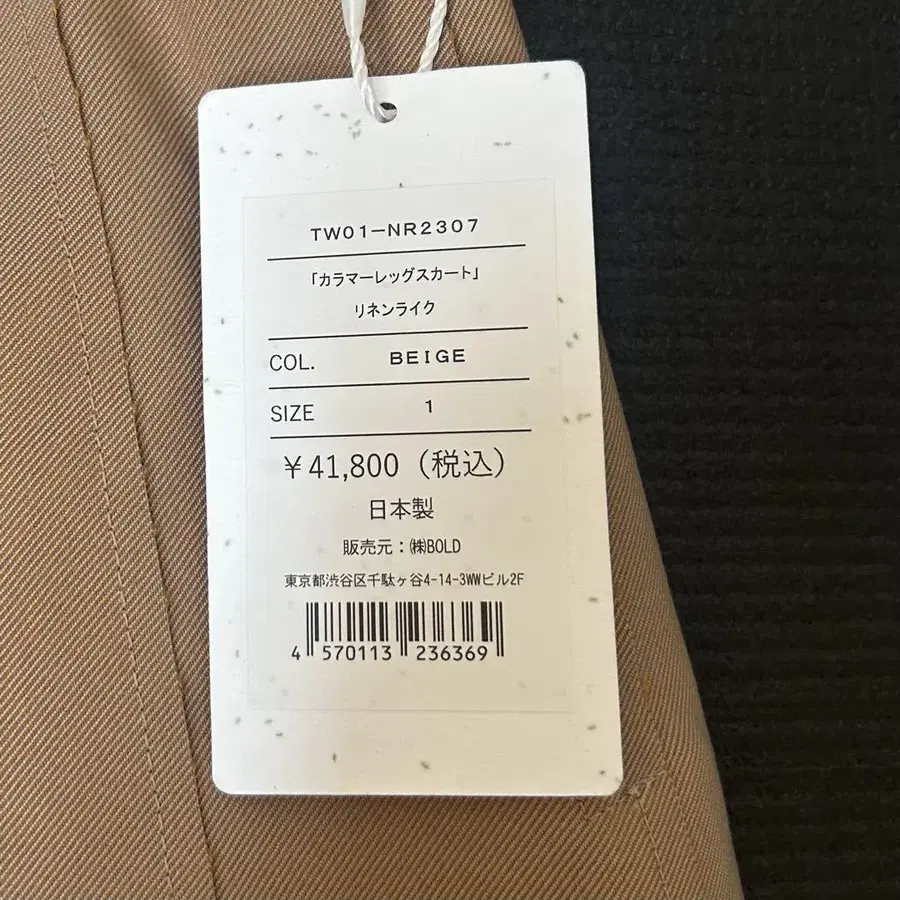 TW01-NR2307
「カラマーレッグスカート」
リネンライク
COL. BEIGE
SIZE 1
¥41,800（税込）
日本製
販売元：㈱BOLD
東京都渋谷区千駄ヶ谷4-14-3WWビル2F
4 570113 236369